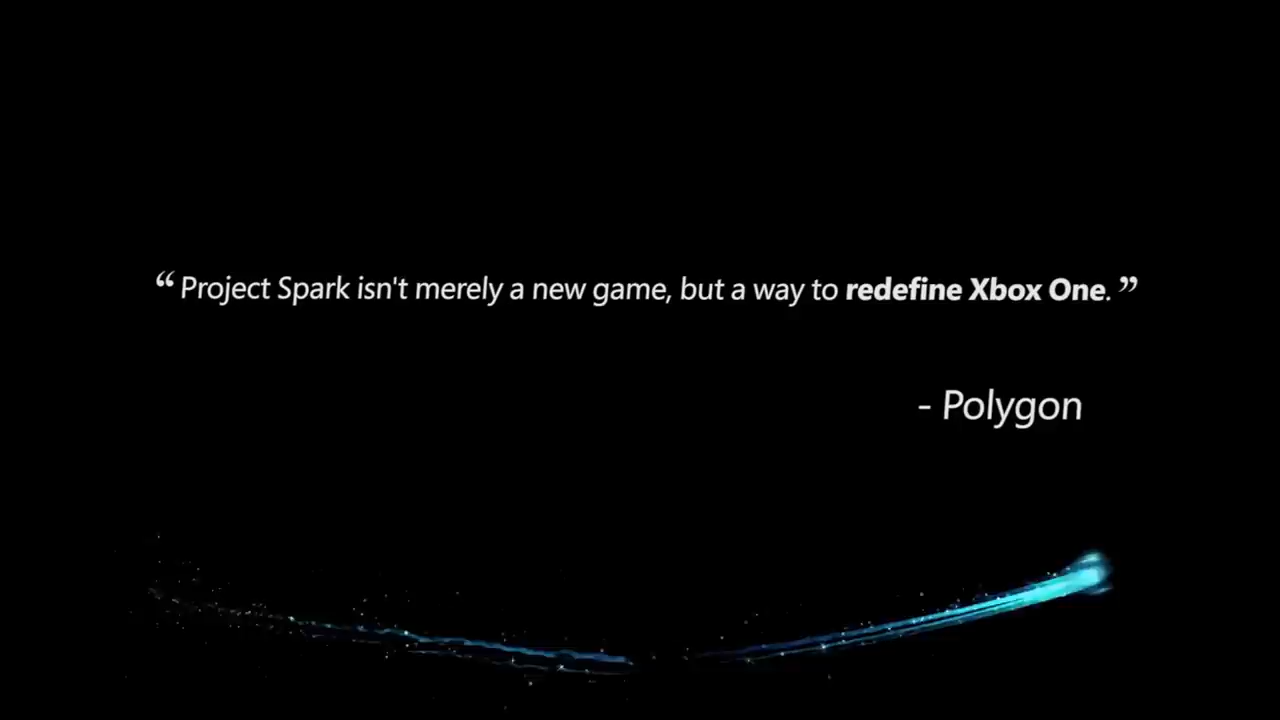 “ Project Spark isn't merely a new game, but a way to redefine Xbox One. ”
- Polygon